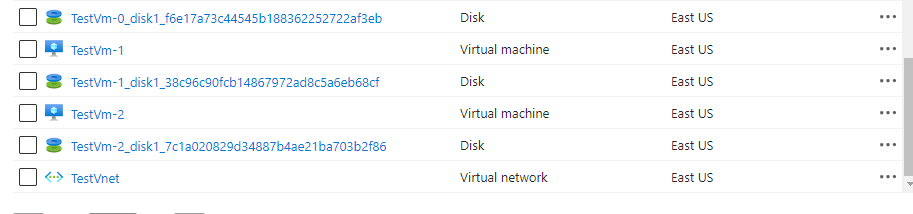 TestVm-0_disk1_f6e17a73c44545b188362252722af3eb Disk East US
TestVm-1 Virtual machine East US
TestVm-1_disk1_38c96c90fcb14867972ad8c5a6eb68cf Disk East US
TestVm-2 Virtual machine East US
TestVm-2_disk1_7c1a020829d34887b4ae21ba703b2f86 Disk East US
TestVnet Virtual network East US